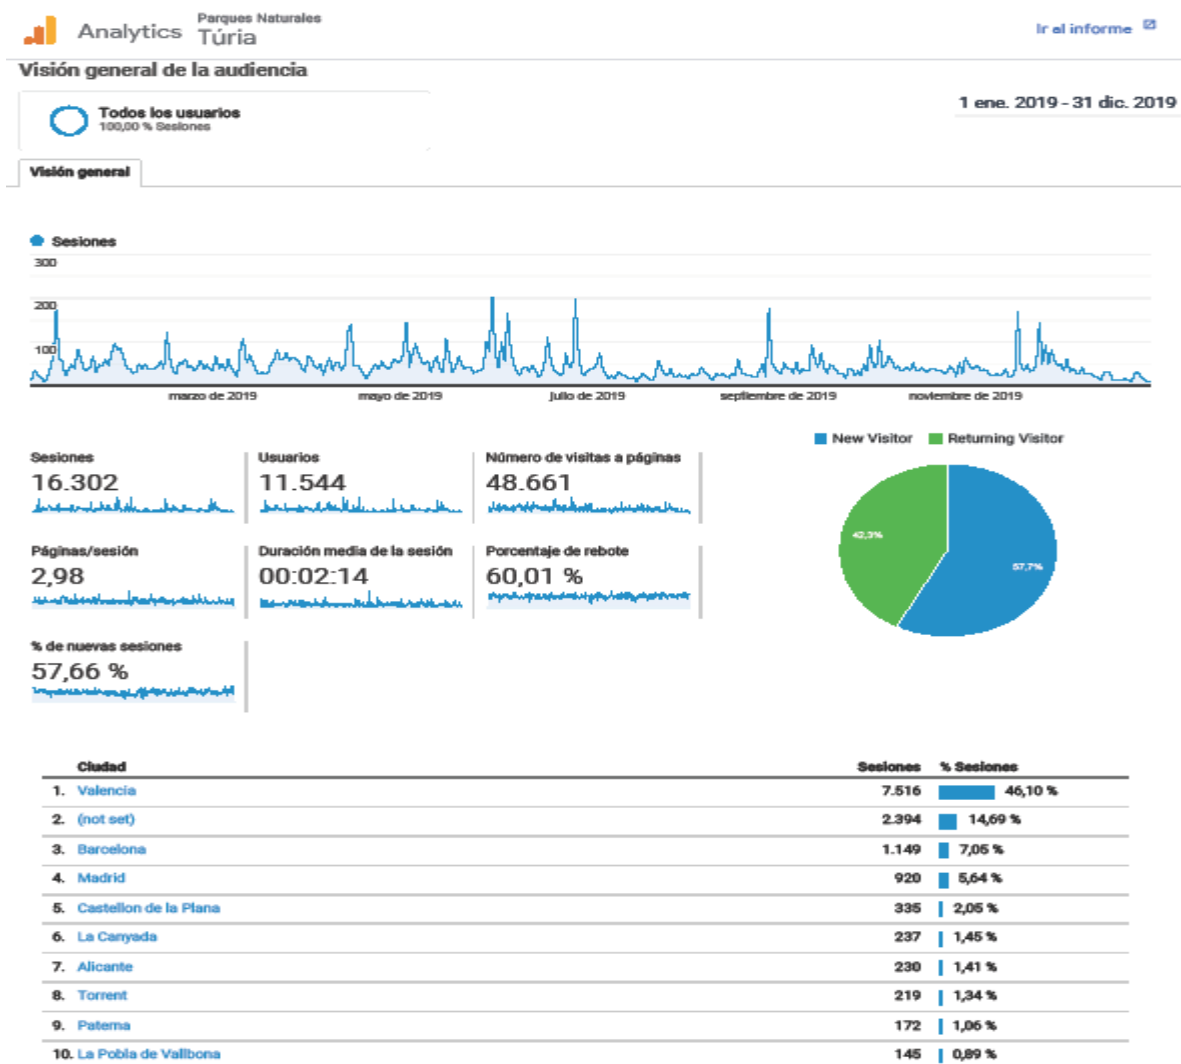 Analytics
Parques Naturales
Túria
Ir al informe
Visión general de la audiencia
Todos los usuarios
100,00 % Sesiones
1 ene. 2019 - 31 dic. 2019
Visión general
Sesiones
300
200
100
marzo de 2019 mayo de 2019 julio de 2019 septiembre de 2019 noviembre de 2019
New Visitor Returning Visitor
Sesiones Usuarios Número de visitas a páginas
16.302 11.544 48.661
42,3%
57,7%
Páginas/sesión Duración media de la sesión Porcentaje de rebote
2,98 00:02:14 60,01 %
% de nuevas sesiones
57,66 %
Ciudad Sesiones % Sesiones
1. Valencia 7.516 46,10 %
2. (not set) 2.394 14,69 %
3. Barcelona 1.149 7,05 %
4. Madrid 920 5,64 %
5. Castellon de la Plana 335 2,05 %
6. La Canyada 237 1,45 %
7. Alicante 230 1,41 %
8. Torrent 219 1,34 %
9. Paterna 172 1,06 %
10. La Pobla de Vallbona 145 0,89 %